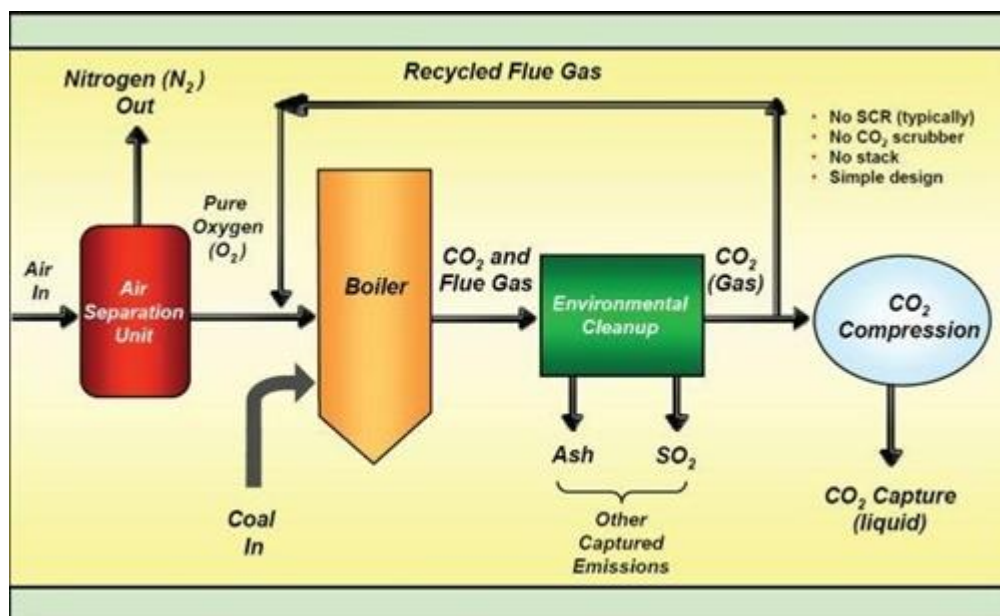 Nitrogen (N₂)
Out
Recycled Flue Gas
• No SCR (typically)
• No CO₂ scrubber
• No stack
• Simple design
Pure
Oxygen
(O₂)
Air
In
Air
Separation
Unit
Boiler
CO₂ and
Flue Gas
Environmental
Cleanup
CO₂
(Gas)
CO₂
Compression
Coal
In
Ash
SO₂
Other
Captured
Emissions
CO₂ Capture
(liquid)